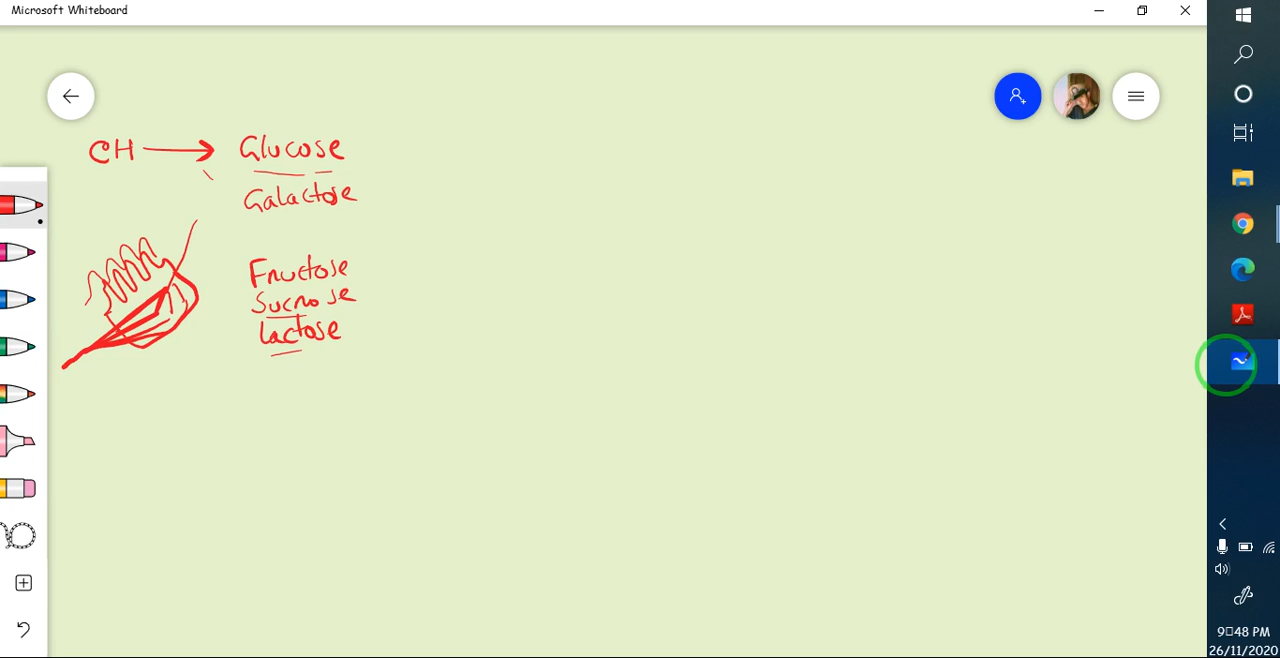 Microsoft Whiteboard
CH → Glucose
Galactose
Fructose
Sucrose
Lactose
9▯48 PM
26/11/2020